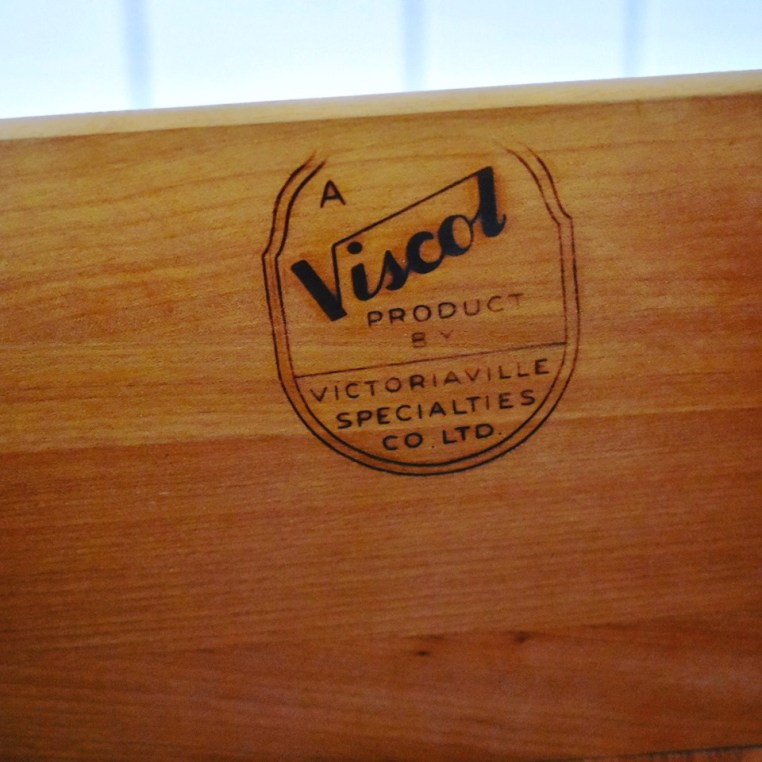 A
Viscol
PRODUCT
BY
VICTORIAVILLE
SPECIALTIES
CO. LTD.